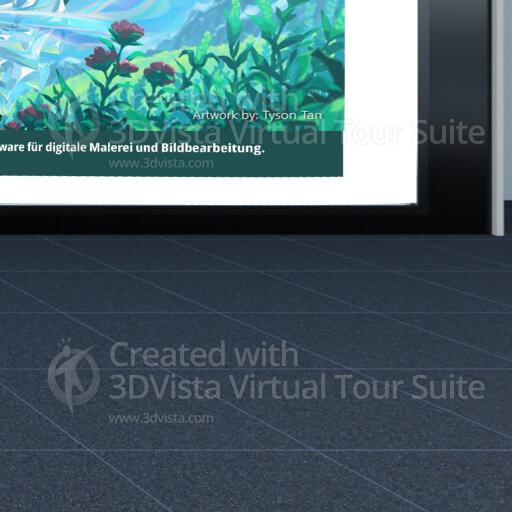 Created with
Artwork by: Tyson Tan
3DVista Virtual Tour Suite
ware für digitale Malerei und Bildbearbeitung.
www.3dvista.com
Created with
3DVista Virtual Tour Suite
www.3dvista.com